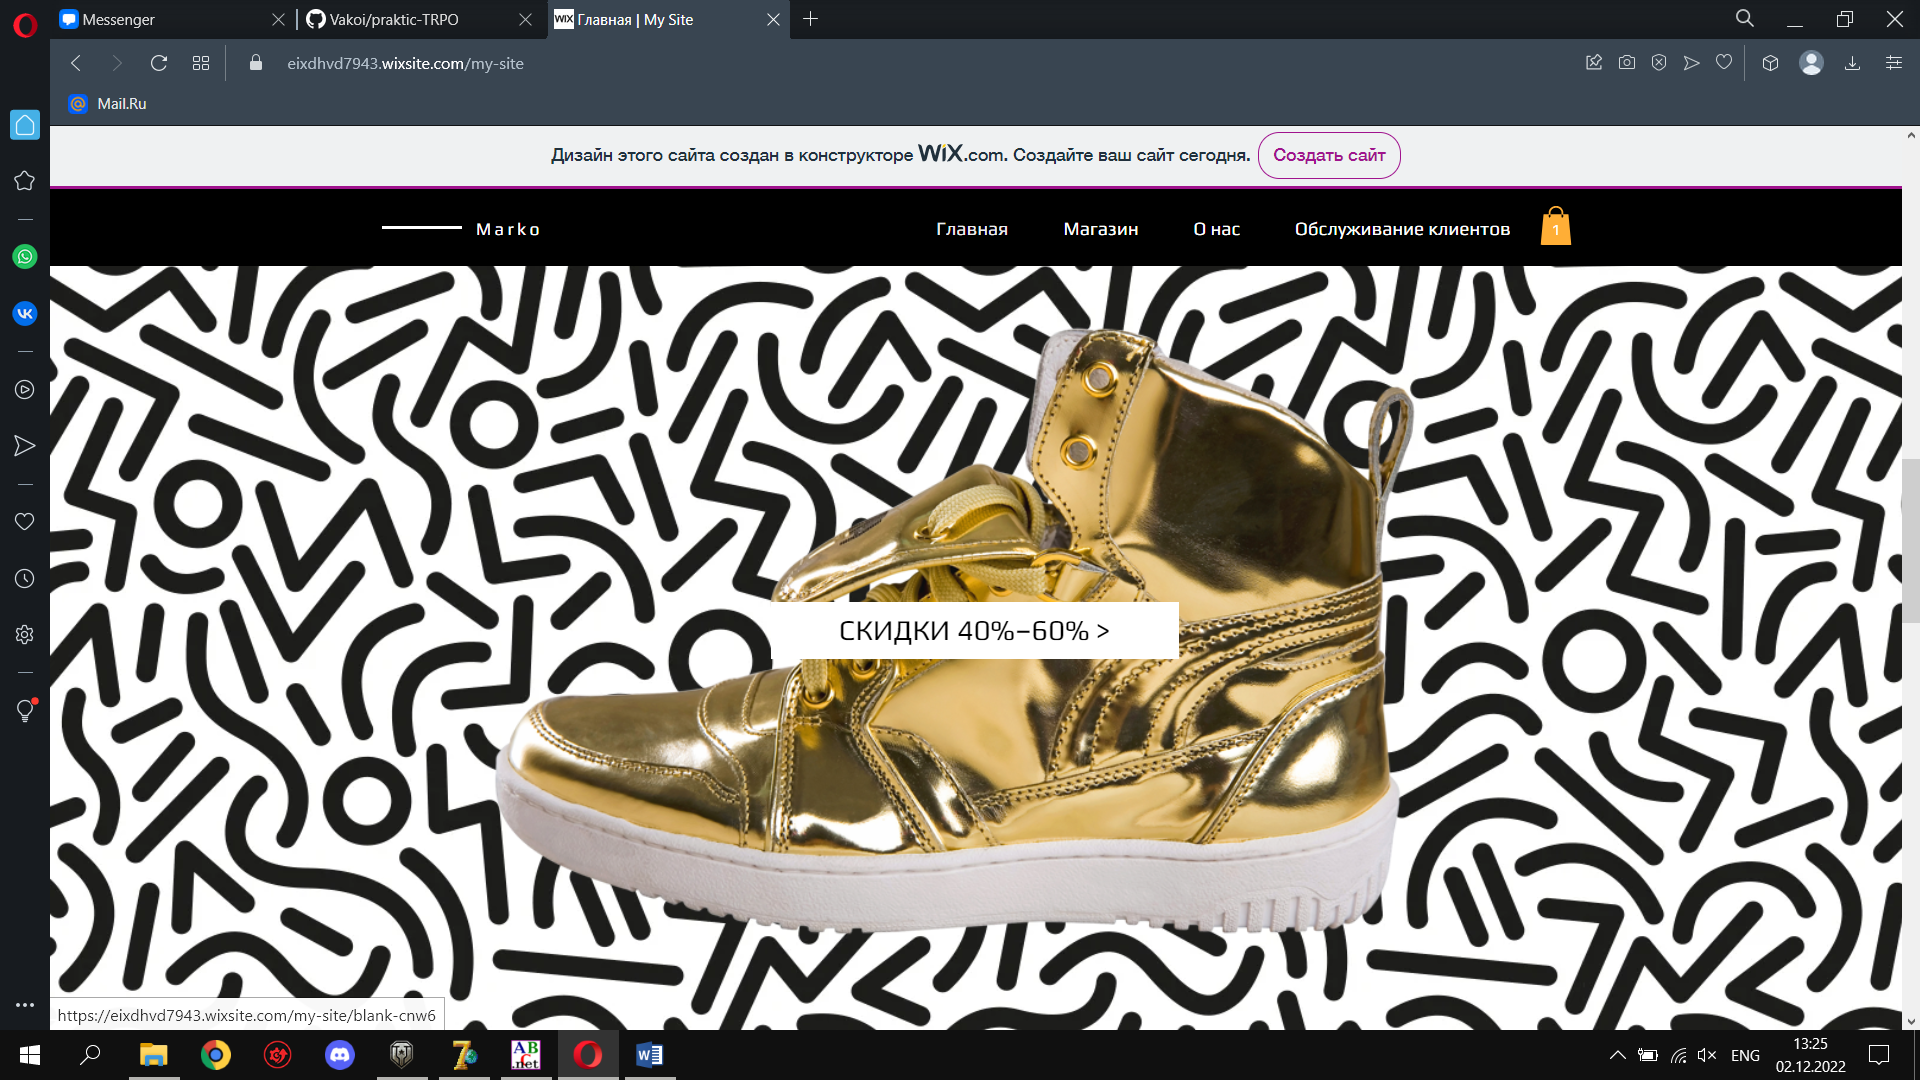 Messenger
Vakoi/praktic-TRPO
WiX Главная | My Site
eixdhvd7943.wixsite.com/my-site
@ Mail.Ru
Дизайн этого сайта создан в конструкторе WiX.com. Создайте ваш сайт сегодня. Создать сайт
Marko
Главная
Магазин
О нас
Обслуживание клиентов
1
СКИДКИ 40%–60% >
https://eixdhvd7943.wixsite.com/my-site/blank-cnw6
ENG
13:25
02.12.2022